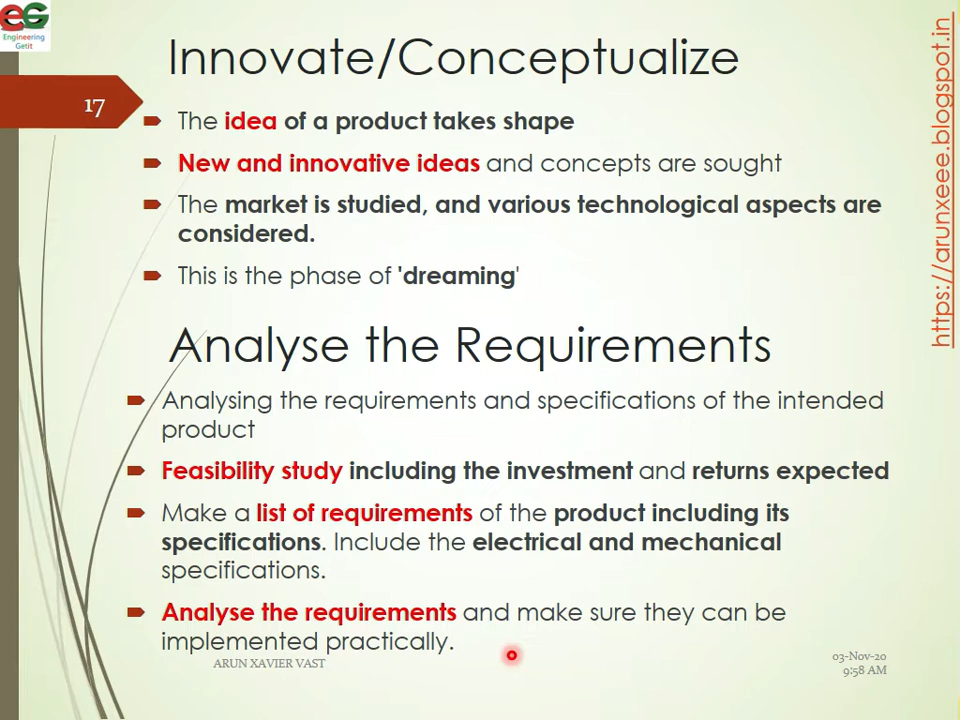 EG
Engineering
Getit
Innovate/Conceptualize
17
The idea of a product takes shape
New and innovative ideas and concepts are sought
The market is studied, and various technological aspects are
considered.
This is the phase of 'dreaming'
Analyse the Requirements
Analysing the requirements and specifications of the intended
product
Feasibility study including the investment and returns expected
Make a list of requirements of the product including its
specifications. Include the electrical and mechanical
specifications.
Analyse the requirements and make sure they can be
implemented practically.
ARUN XAVIER VAST
03-Nov-20
9:58 AM
https://arunxeee.blogspot.in